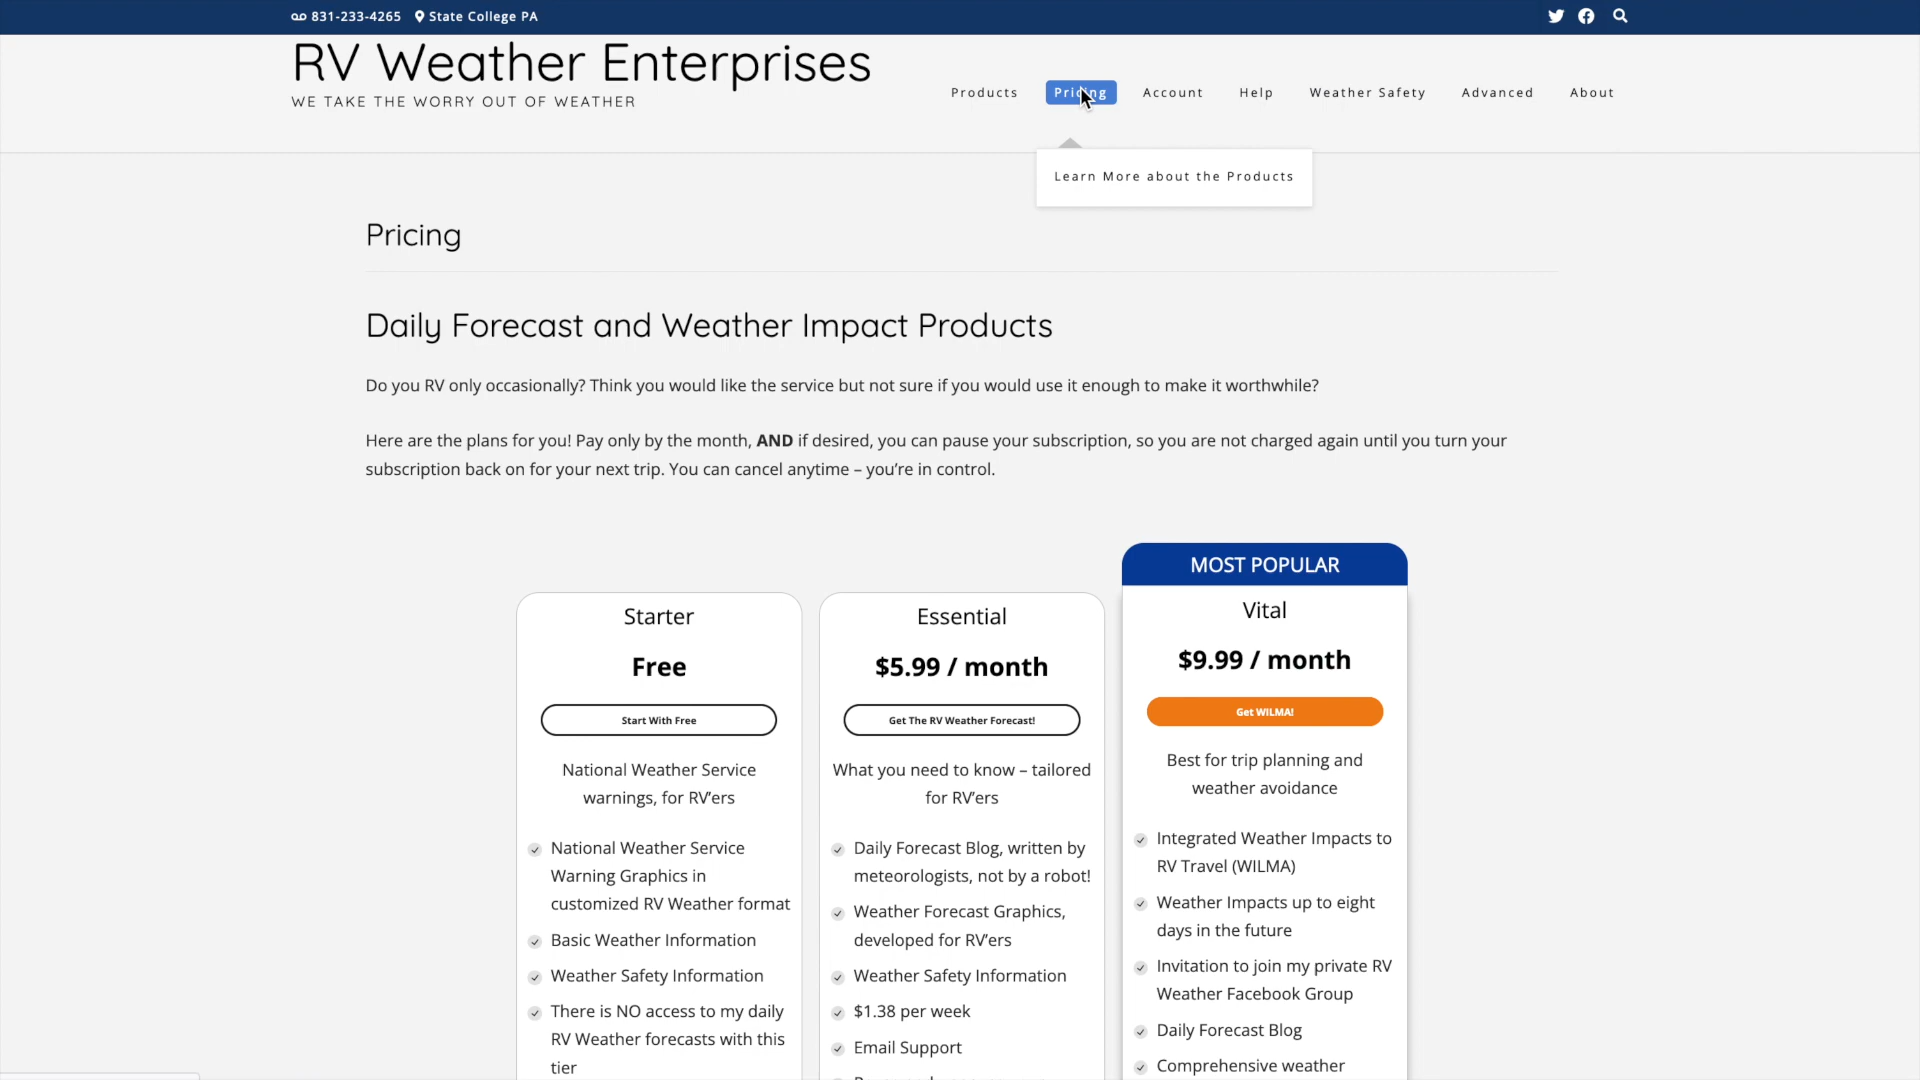 831-233-4265 State College PA
RV Weather Enterprises
WE TAKE THE WORRY OUT OF WEATHER
Products Pricing Account Help Weather Safety Advanced About
Learn More about the Products
Pricing
Daily Forecast and Weather Impact Products
Do you RV only occasionally? Think you would like the service but not sure if you would use it enough to make it worthwhile?
Here are the plans for you! Pay only by the month, AND if desired, you can pause your subscription, so you are not charged again until you turn your
subscription back on for your next trip. You can cancel anytime – you’re in control.
Starter
Free
Start With Free
National Weather Service
warnings, for RV’ers
National Weather Service
Warning Graphics in
customized RV Weather format
Basic Weather Information
Weather Safety Information
There is NO access to my daily
RV Weather forecasts with this
tier
Essential
$5.99 / month
Get The RV Weather Forecast!
What you need to know – tailored
for RV’ers
Daily Forecast Blog, written by
meteorologists, not by a robot!
Weather Forecast Graphics,
developed for RV’ers
Weather Safety Information
$1.38 per week
Email Support
MOST POPULAR
Vital
$9.99 / month
Get WILMA!
Best for trip planning and
weather avoidance
Integrated Weather Impacts to
RV Travel (WILMA)
Weather Impacts up to eight
days in the future
Invitation to join my private RV
Weather Facebook Group
Daily Forecast Blog
Comprehensive weather